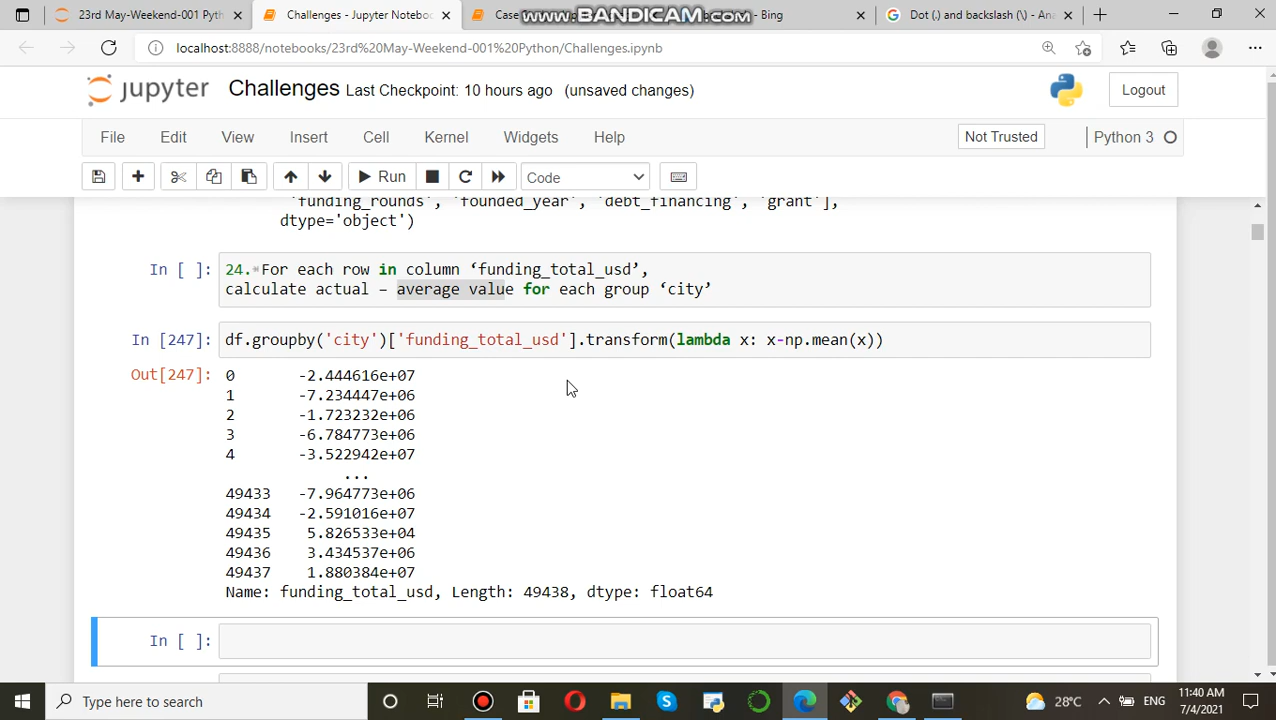 23rd May-Weekend-001 Pyth
Challenges - Jupyter Noteboo
Case
www.BANDICAM.com
- Bing
Dot (.) and backslash (\) - Ana
localhost:8888/notebooks/23rd%20May-Weekend-001%20Python/Challenges.ipynb
jupyter Challenges Last Checkpoint: 10 hours ago (unsaved changes)
Logout
File Edit View Insert Cell Kernel Widgets Help
Not Trusted
Python 3
Run
Code
'funding_rounds', 'founded_year', 'debt_financing', 'grant'],
dtype='object')
In [ ]:
24.*For each row in column ‘funding_total_usd’,
calculate actual – average value for each group ‘city’
In [247]:
df.groupby('city')['funding_total_usd'].transform(lambda x: x-np.mean(x))
Out[247]:
0 -2.444616e+07
1 -7.234447e+06
2 -1.723232e+06
3 -6.784773e+06
4 -3.522942e+07
...
49433 -7.964773e+06
49434 -2.591016e+07
49435 5.826533e+04
49436 3.434537e+06
49437 1.880384e+07
Name: funding_total_usd, Length: 49438, dtype: float64
In [ ]:
Type here to search
28°C
ENG
11:40 AM
7/4/2021